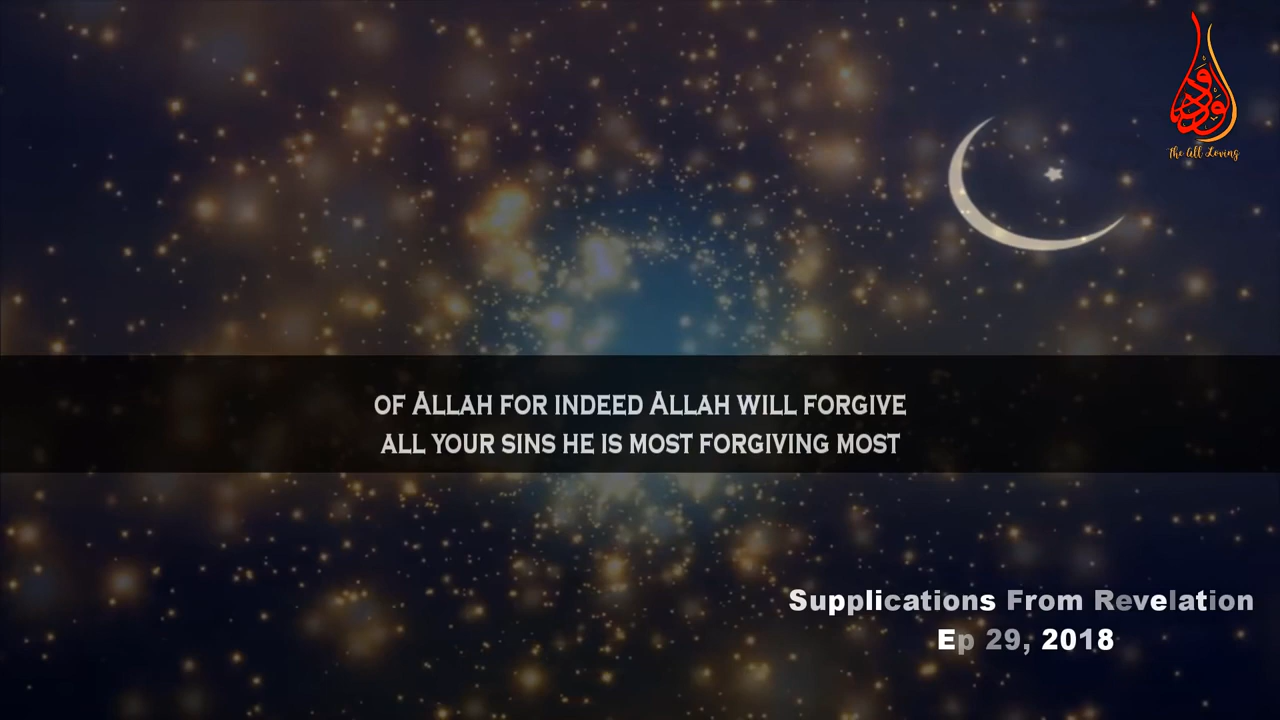 الودود
The All Loving
OF ALLAH FOR INDEED ALLAH WILL FORGIVE
ALL YOUR SINS HE IS MOST FORGIVING MOST
Supplications From Revelation
Ep 29, 2018